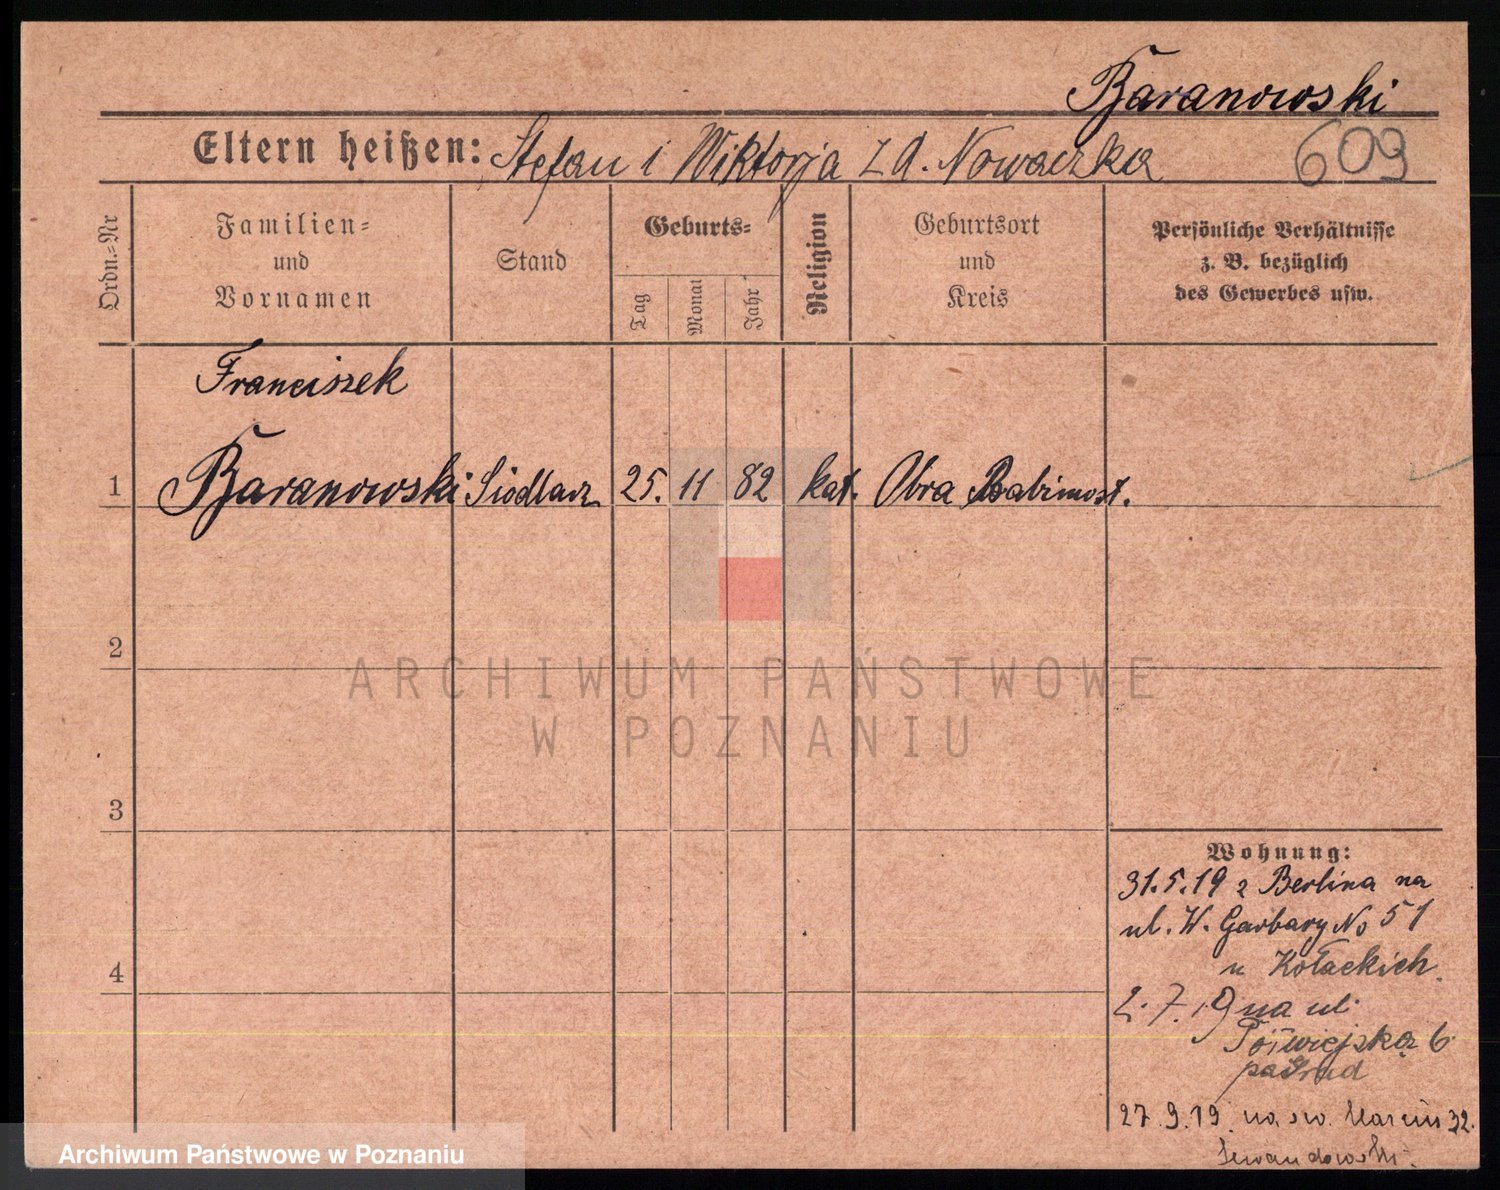 Baranowski
Eltern heißen: Stefan i Wiktorja z d. Nowaczka
609
Ordn.-Nr
Familien-
und
Vornamen
Stand
Geburts-
Tag
Monat
Jahr
Religion
Geburtsort
und
Kreis
Persönliche Verhältnisse
z. B. bezüglich
des Gewerbes usw.
Franciszek
1 Baranowski Siodlarz 25. 11 82 kat. Obra Babimost.
2
ARCHIWUM PAŃSTWOWE
W POZNANIU
3
Wohnung:
31.5.19 z Berlina na
ul. W. Garbary No 51
u Kołackich.
4
2.7.19 na ul.
Półwiejską 6
27.9.19. na św. Marcin 32.
Lewandowski.
Archiwum Państwowe w Poznaniu